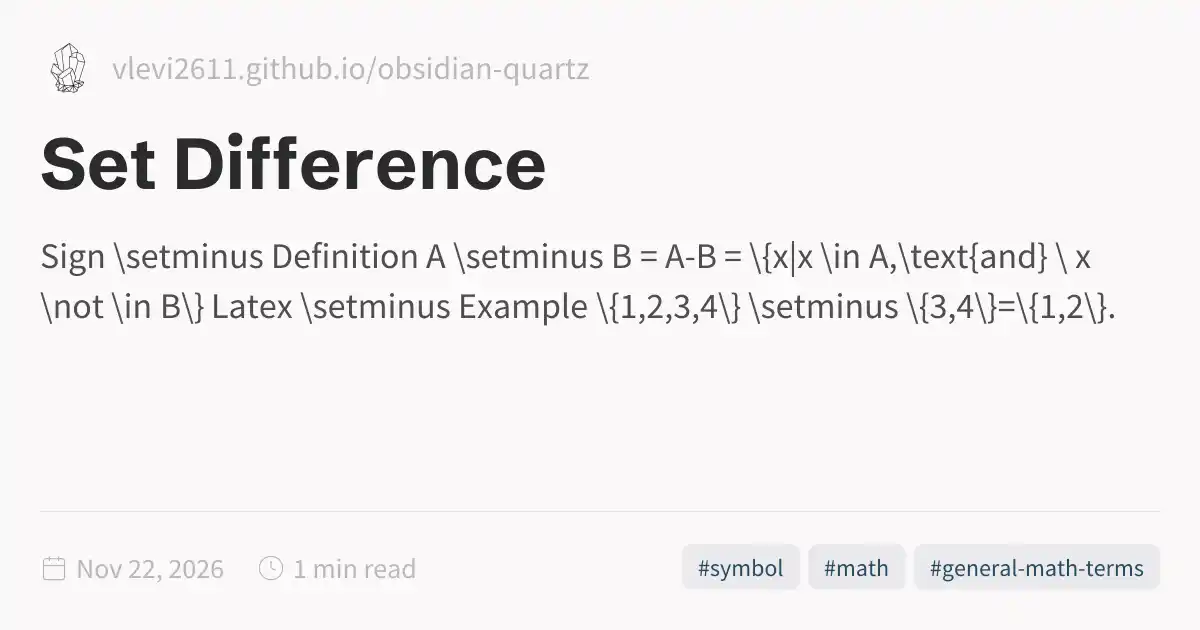 vlevi2611.github.io/obsidian-quartz
Set Difference
Sign \setminus Definition A \setminus B = A-B = \{x|x \in A,\text{and} \ x
\not \in B\} Latex \setminus Example \{1,2,3,4\} \setminus \{3,4\}=\{1,2\}.
Nov 22, 2026 1 min read #symbol #math #general-math-terms